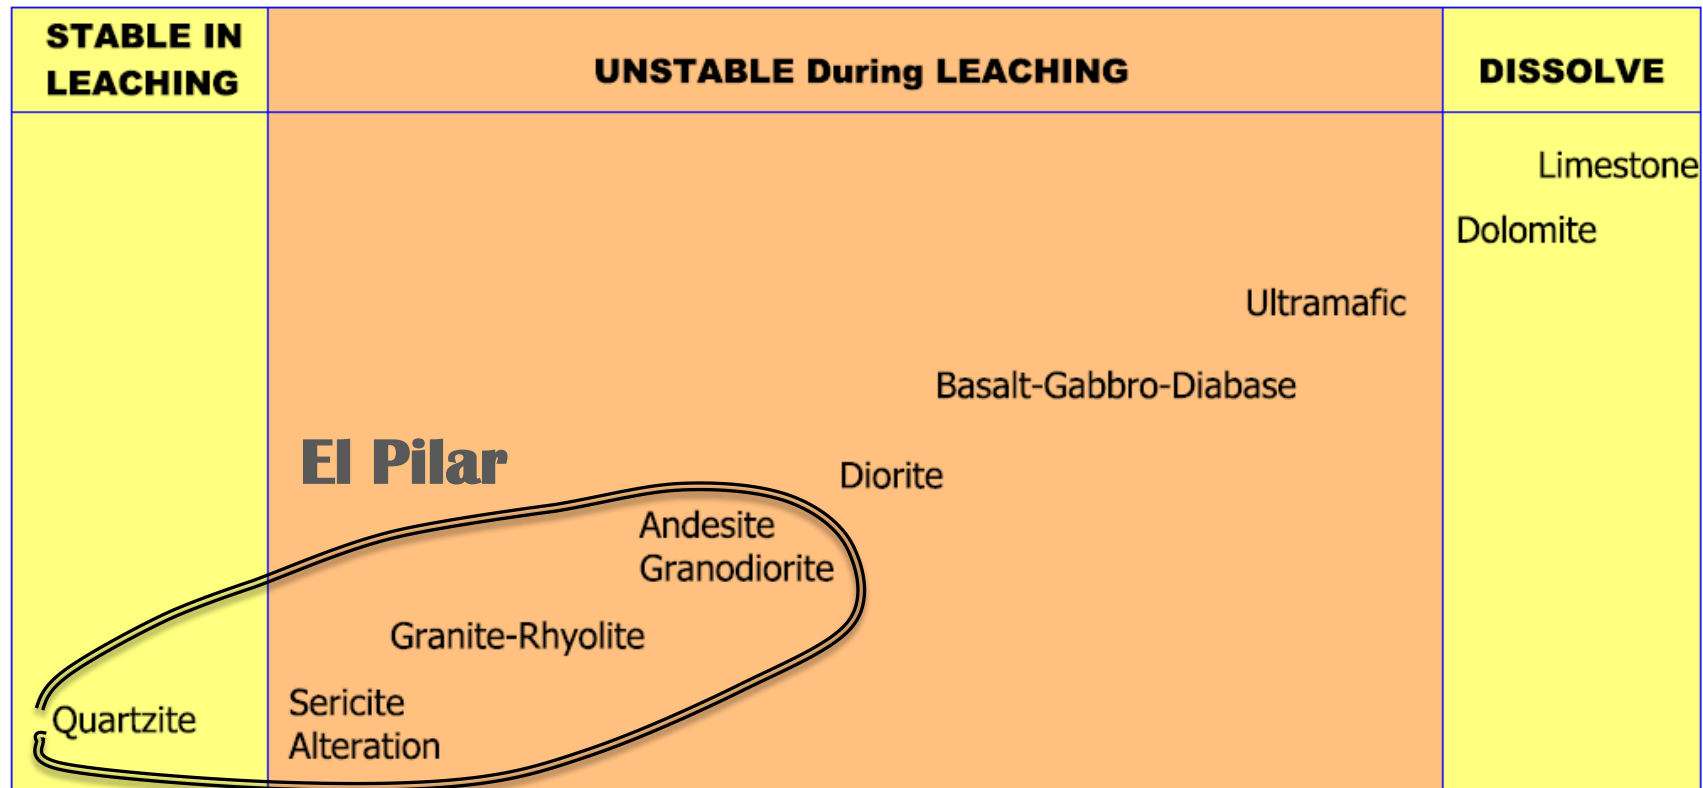 STABLE IN
LEACHING
UNSTABLE During LEACHING
DISSOLVE
Limestone
Dolomite
Ultramafic
Basalt-Gabbro-Diabase
El Pilar
Diorite
Andesite
Granodiorite
Granite-Rhyolite
Sericite
Alteration
Quartzite